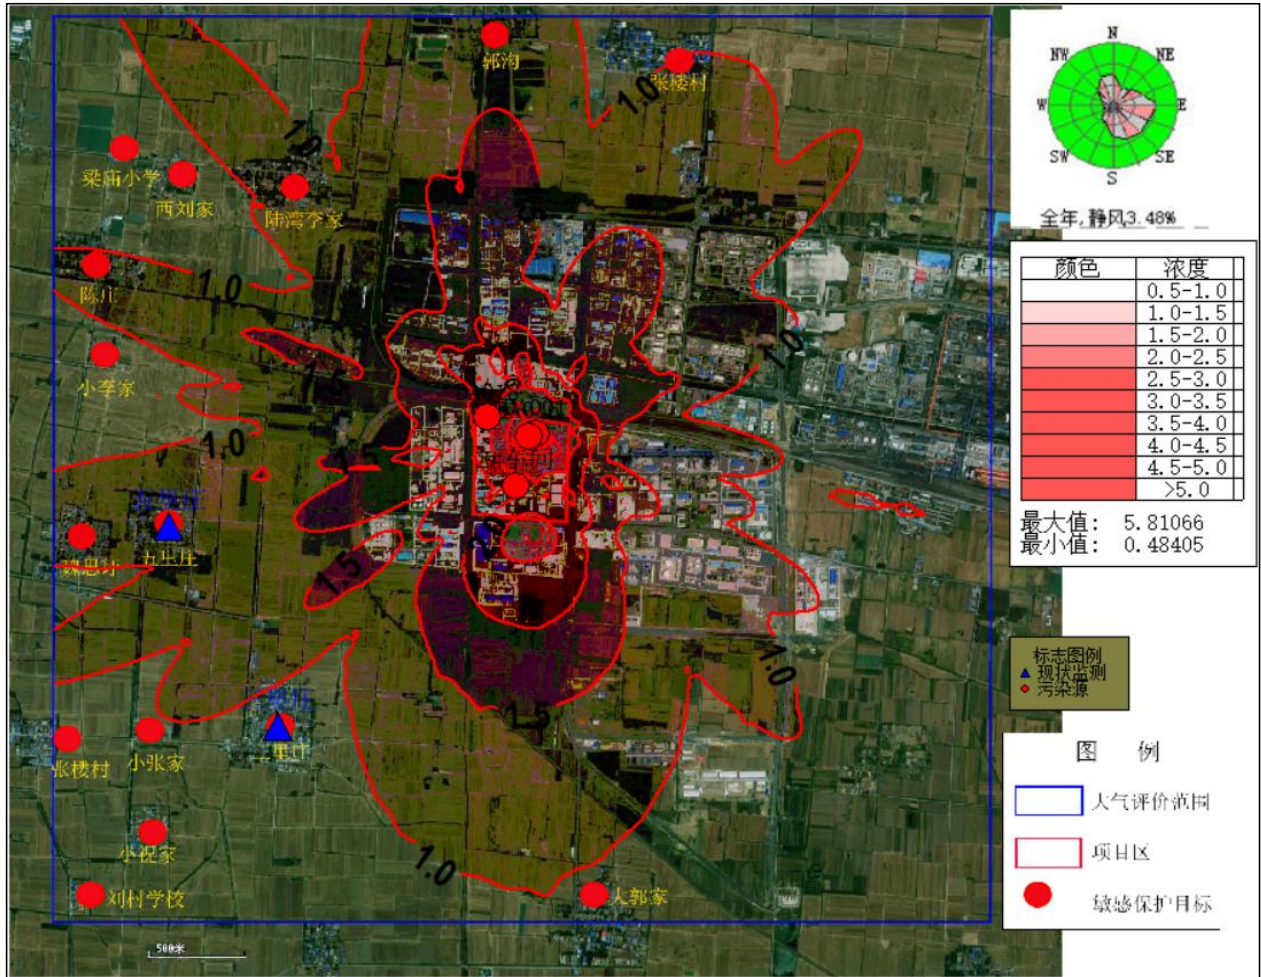 郭沟
张楼村
1.0
1.0
梁庙小学
西刘家
陆湾李家
陈庄
1.0
小李家
1.0
1.5
1.0
1.5
五里庄
魏思圩
1.5
1.0
1.5
二里庄
张楼村
小张家
小祝家
1.0
刘村学校
大郭家
500米
N
NW
NE
W
E
SW
SE
S
全年,静风3.48%
颜色 浓度
0.5-1.0
1.0-1.5
1.5-2.0
2.0-2.5
2.5-3.0
3.0-3.5
3.5-4.0
4.0-4.5
4.5-5.0
>5.0
最大值: 5.81066
最小值: 0.48405
标志图例
现状监测
污染源
图 例
大气评价范围
项目区
敏感保护目标